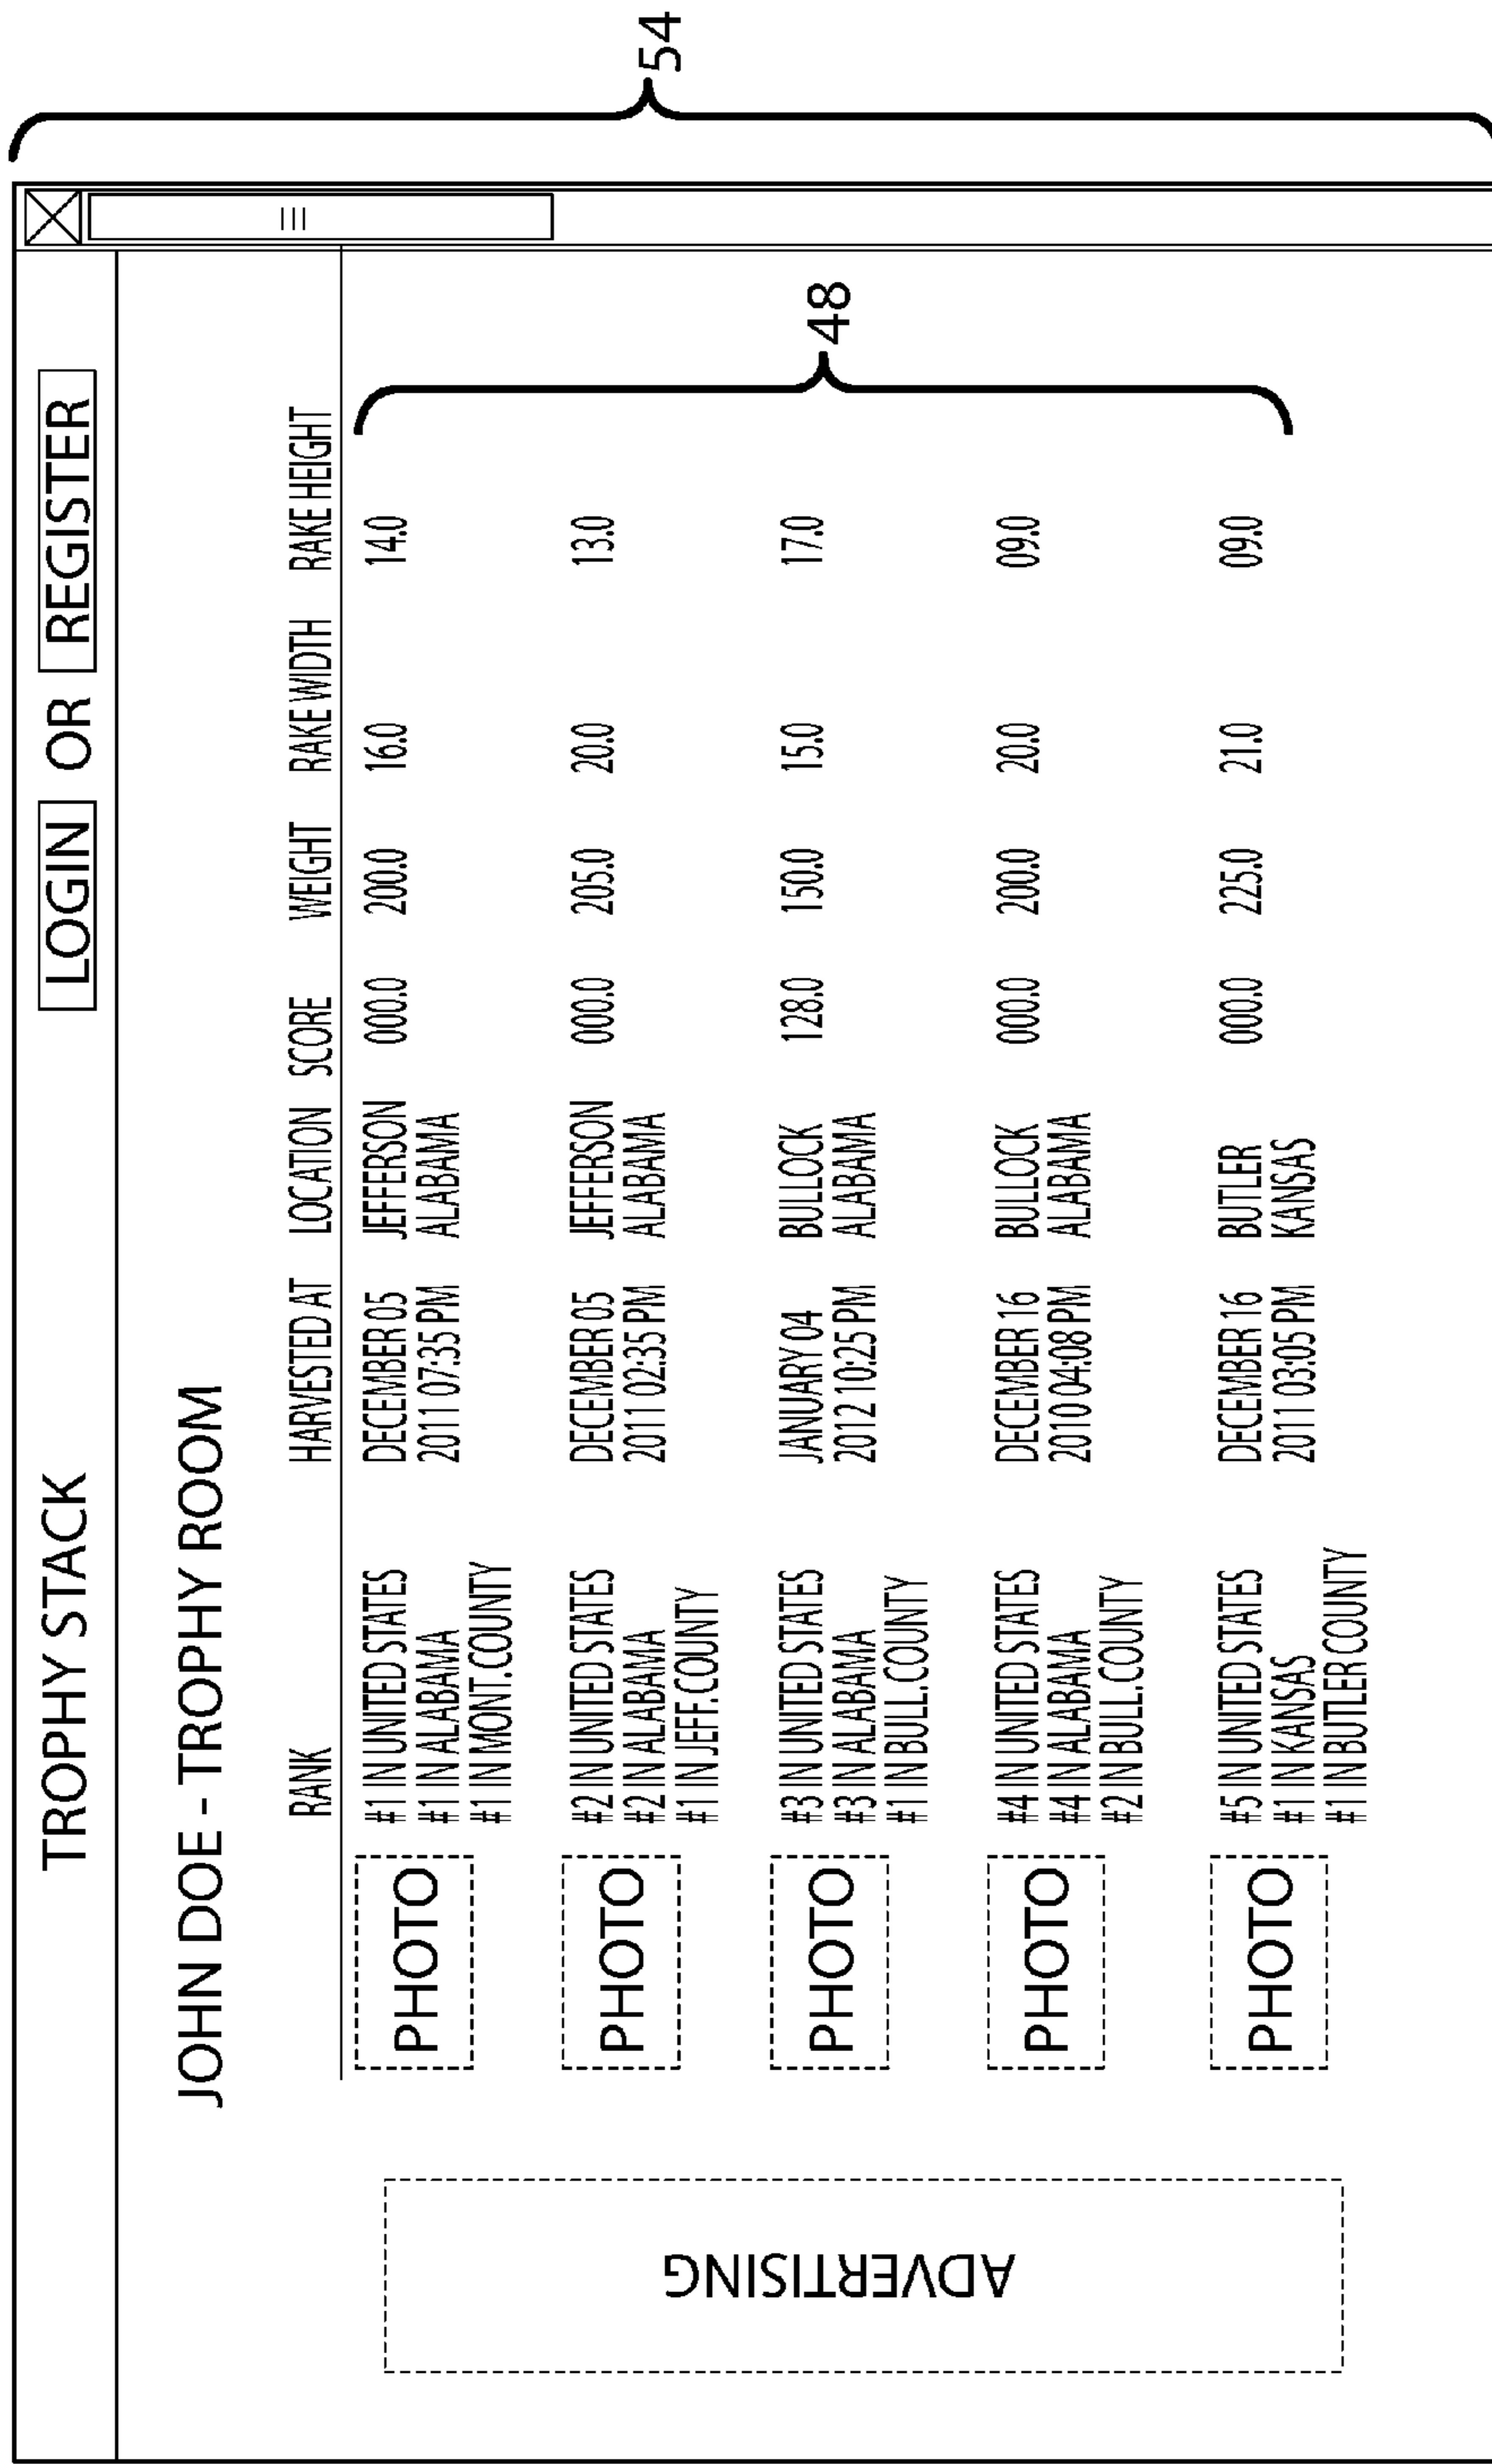 TROPHY STACK LOGIN OR REGISTER
JOHN DOE - TROPHY ROOM
RANK HARVESTED AT LOCATION SCORE WEIGHT RAKE WIDTH RAKE HEIGHT
PHOTO #1 IN UNITED STATES DECEMBER 05 JEFFERSON 000.0 200.0 16.0 14.0
#1 IN ALABAMA 2011 07:35 PM ALABAMA
#1 IN MONT. COUNTY
PHOTO #2 IN UNITED STATES DECEMBER 05 JEFFERSON 000.0 205.0 20.0 13.0
#2 IN ALABAMA 2011 02:35 PM ALABAMA
#1 IN JEFF. COUNTY
PHOTO #3 IN UNITED STATES JANUARY 04 BULLOCK 128.0 150.0 15.0 17.0
#3 IN ALABAMA 2012 10:25 PM ALABAMA
#1 IN BULL. COUNTY
PHOTO #4 IN UNITED STATES DECEMBER 16 BULLOCK 000.0 200.0 20.0 09.0
#4 IN ALABAMA 2010 04:08 PM ALABAMA
#2 IN BULL. COUNTY
PHOTO #5 IN UNITED STATES DECEMBER 16 BUTLER 000.0 225.0 21.0 09.0
#1 IN KANSAS 2011 03:05 PM KANSAS
#1 IN BUTLER COUNTY
ADVERTISING
48
54